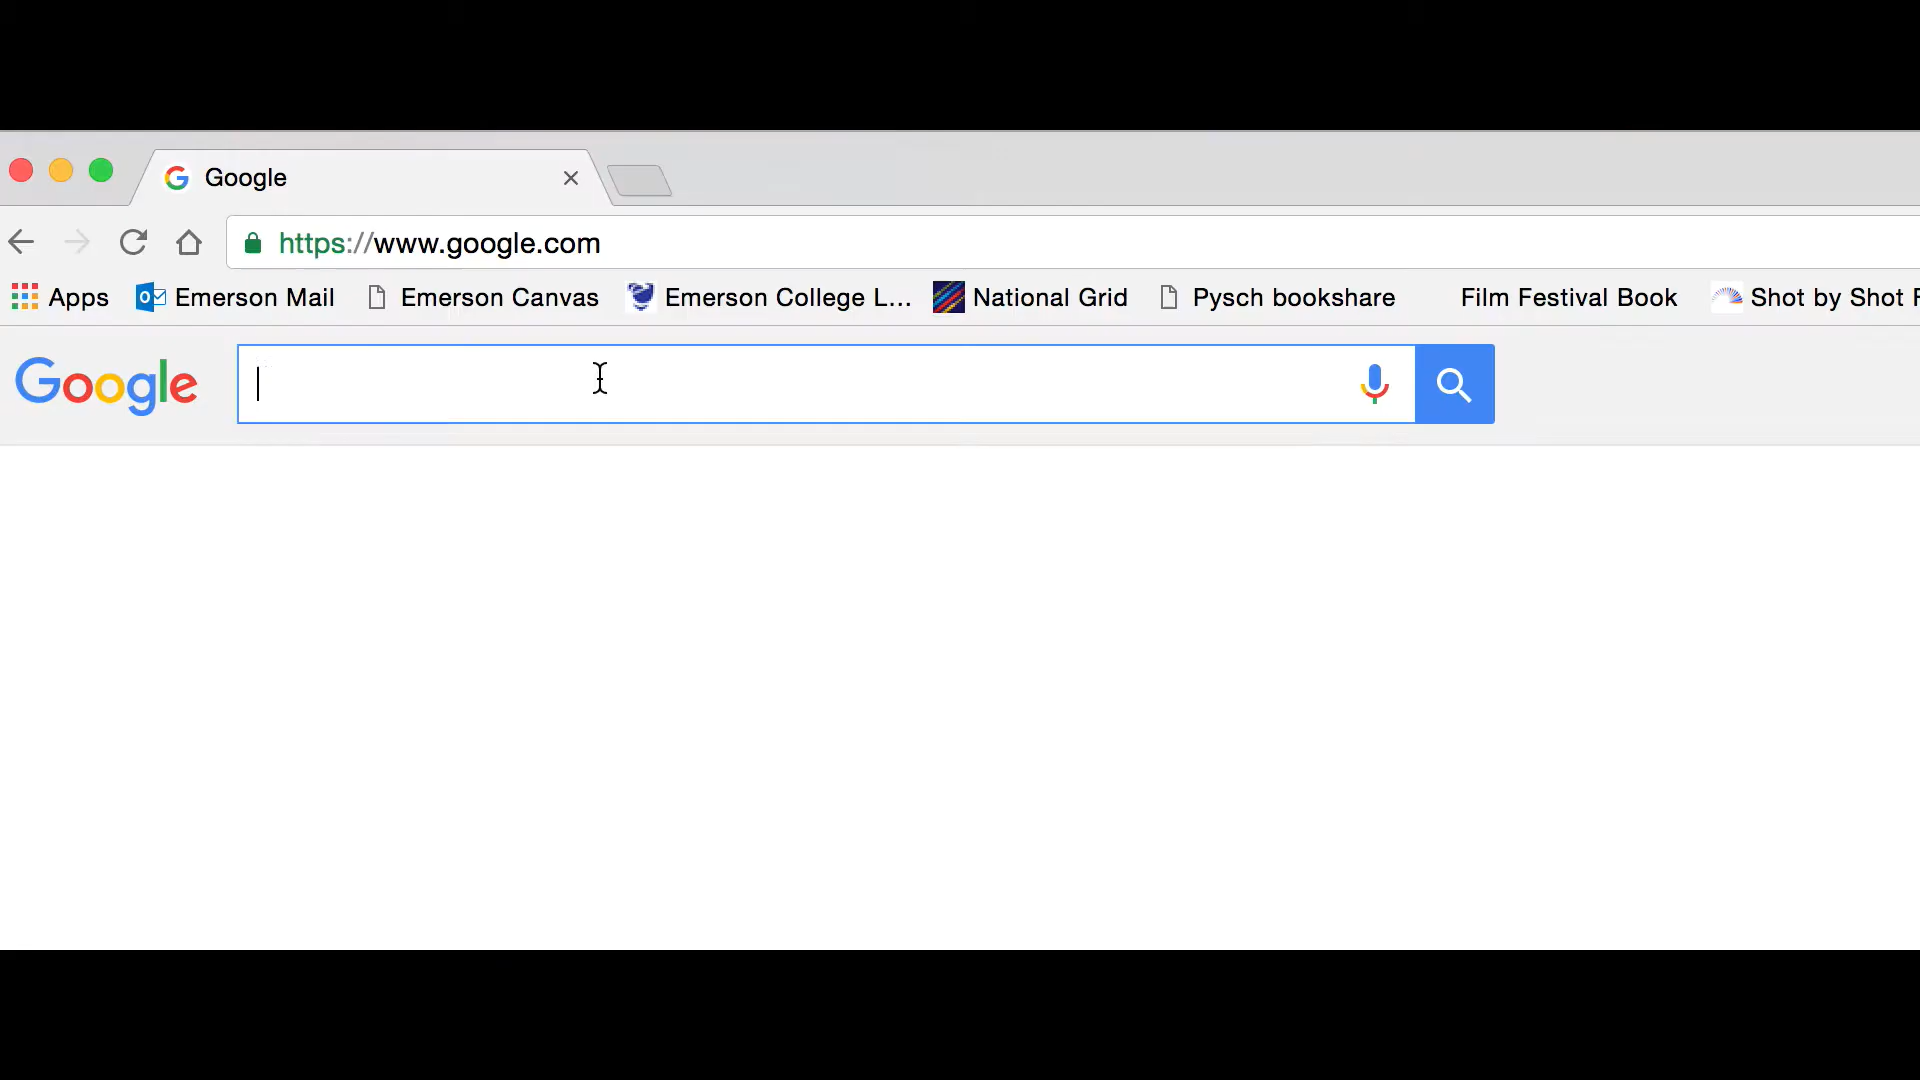 Google
https://www.google.com
Apps Emerson Mail Emerson Canvas Emerson College L... National Grid Pysch bookshare Film Festival Book Shot by Shot F
Google